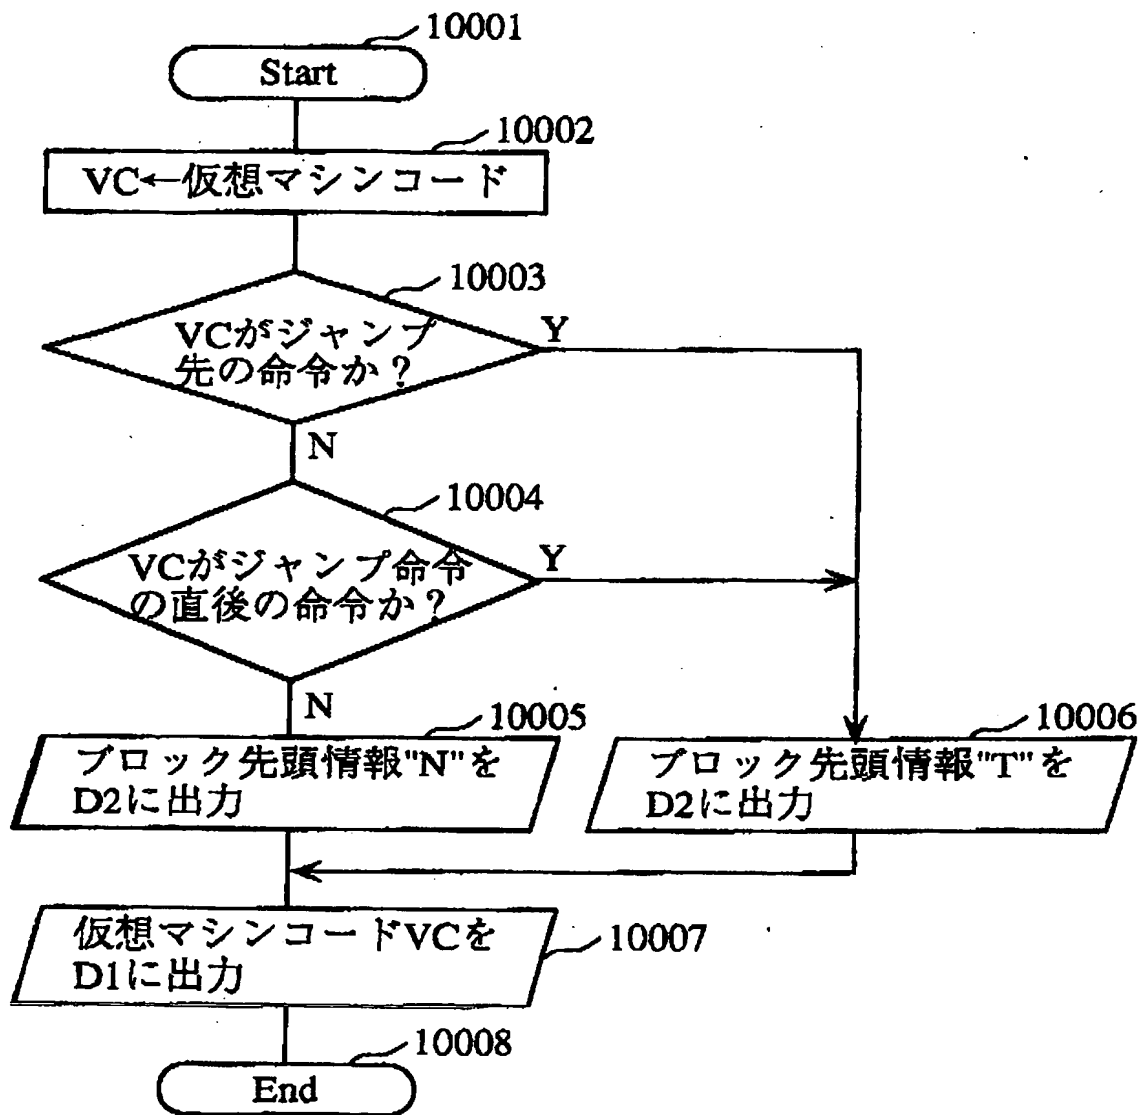 10001
Start
10002
VC←仮想マシンコード
10003
VCがジャンプ
先の命令か?
Y
N
10004
VCがジャンプ命令
の直後の命令か?
Y
N
10005
ブロック先頭情報"N"を
D2に出力
10006
ブロック先頭情報"T"を
D2に出力
仮想マシンコードVCを
D1に出力
10007
10008
End